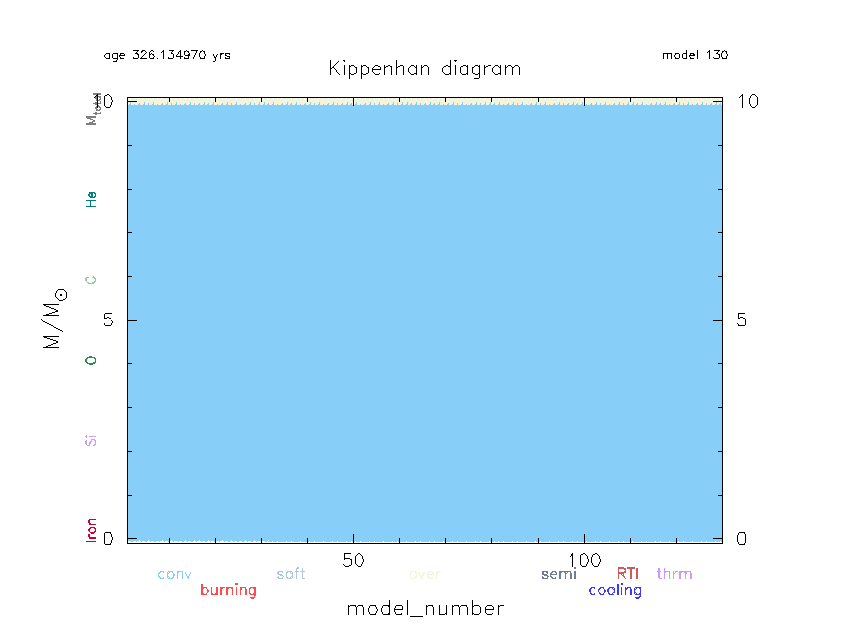 age 326.134970 yrs
model 130
Kippenhan diagram
M_total
10
10
He
C
M/M☉
5
5
O
Si
Iron
0
0
50
100
conv
soft
over
semi
RTI
thrm
burning
cooling
model_number